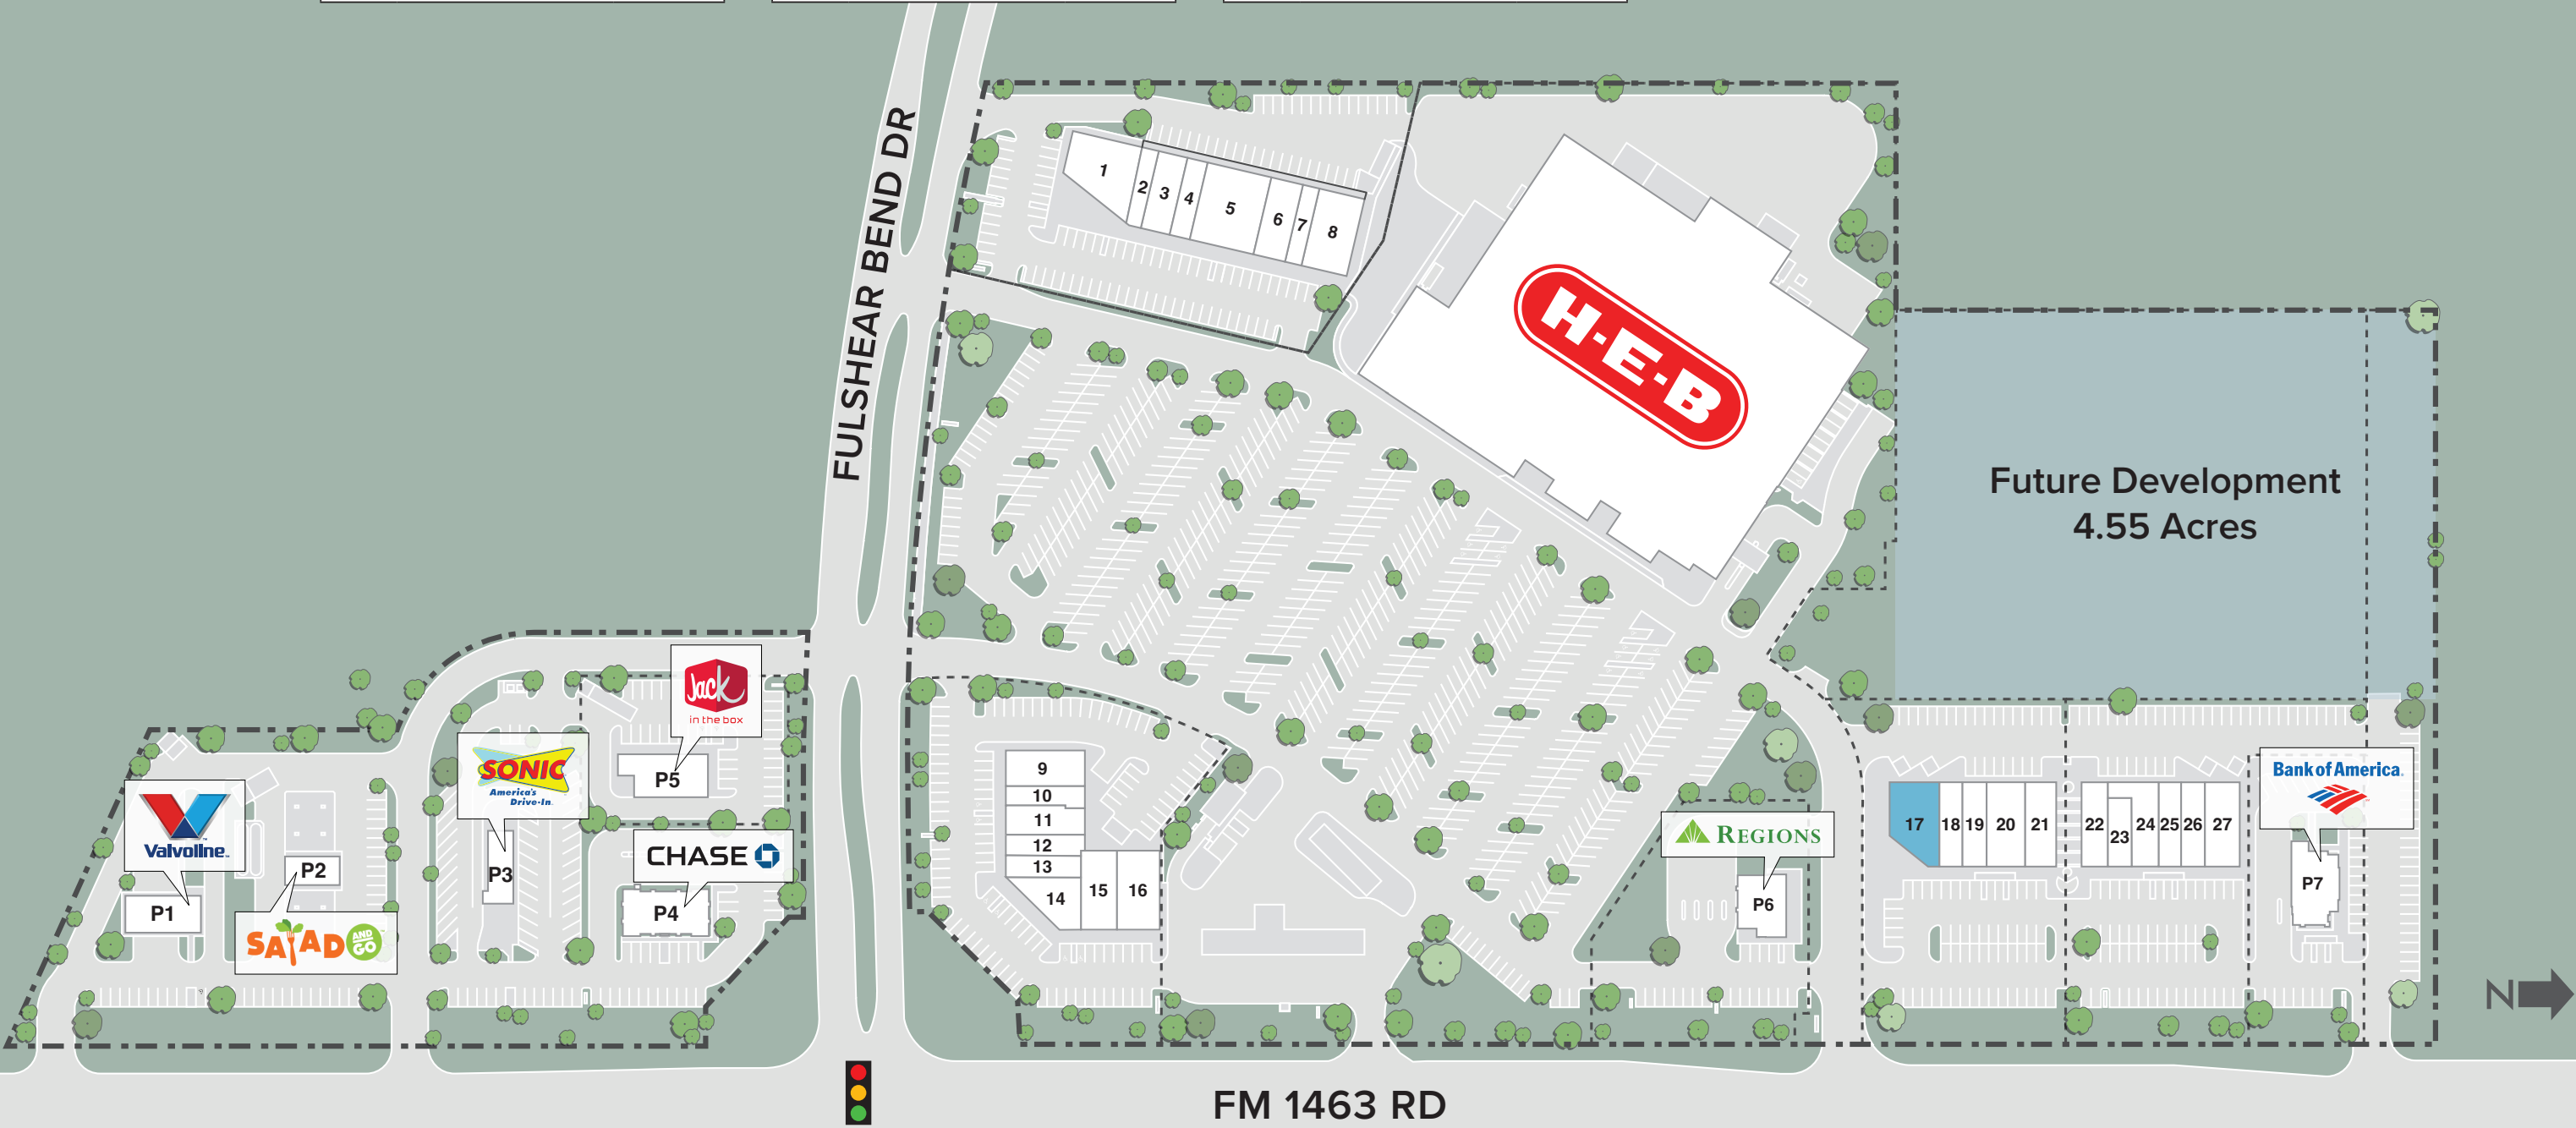 FULSHEAR BEND DR
1
2
3
4
5
6
7
8
H-E-B
Future Development
4.55 Acres
Jack
in the box
P5
SONIC
America's
Drive-In
P3
Valvoline
P1
P2
SALAD AND GO
CHASE
P4
9
10
11
12
13
14
15
16
REGIONS
P6
17
18
19
20
21
22
23
24
25
26
27
Bank of America
P7
N
FM 1463 RD